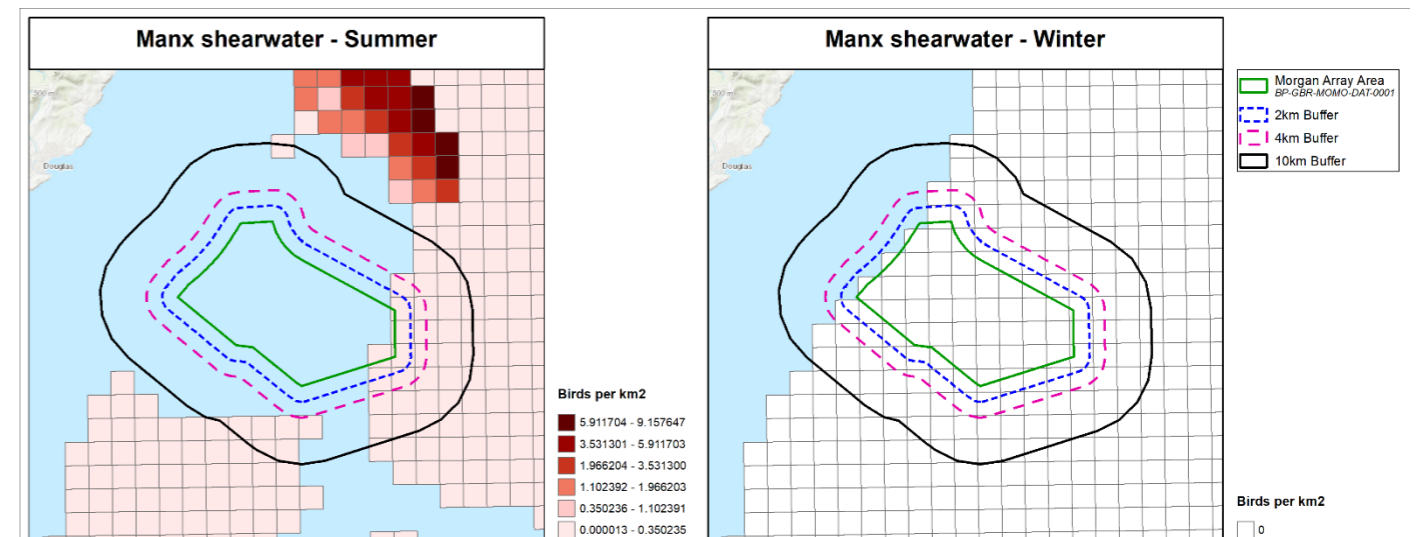 Manx shearwater - Summer
Douglas
Birds per km2
5.911704 - 9.157647
3.531301 - 5.911703
1.966204 - 3.531300
1.102392 - 1.966203
0.350236 - 1.102391
0.000013 - 0.350235
Manx shearwater - Winter
Douglas
Morgan Array Area
BP-GBR-MOMO-DAT-0001
2km Buffer
4km Buffer
10km Buffer
Birds per km2
0